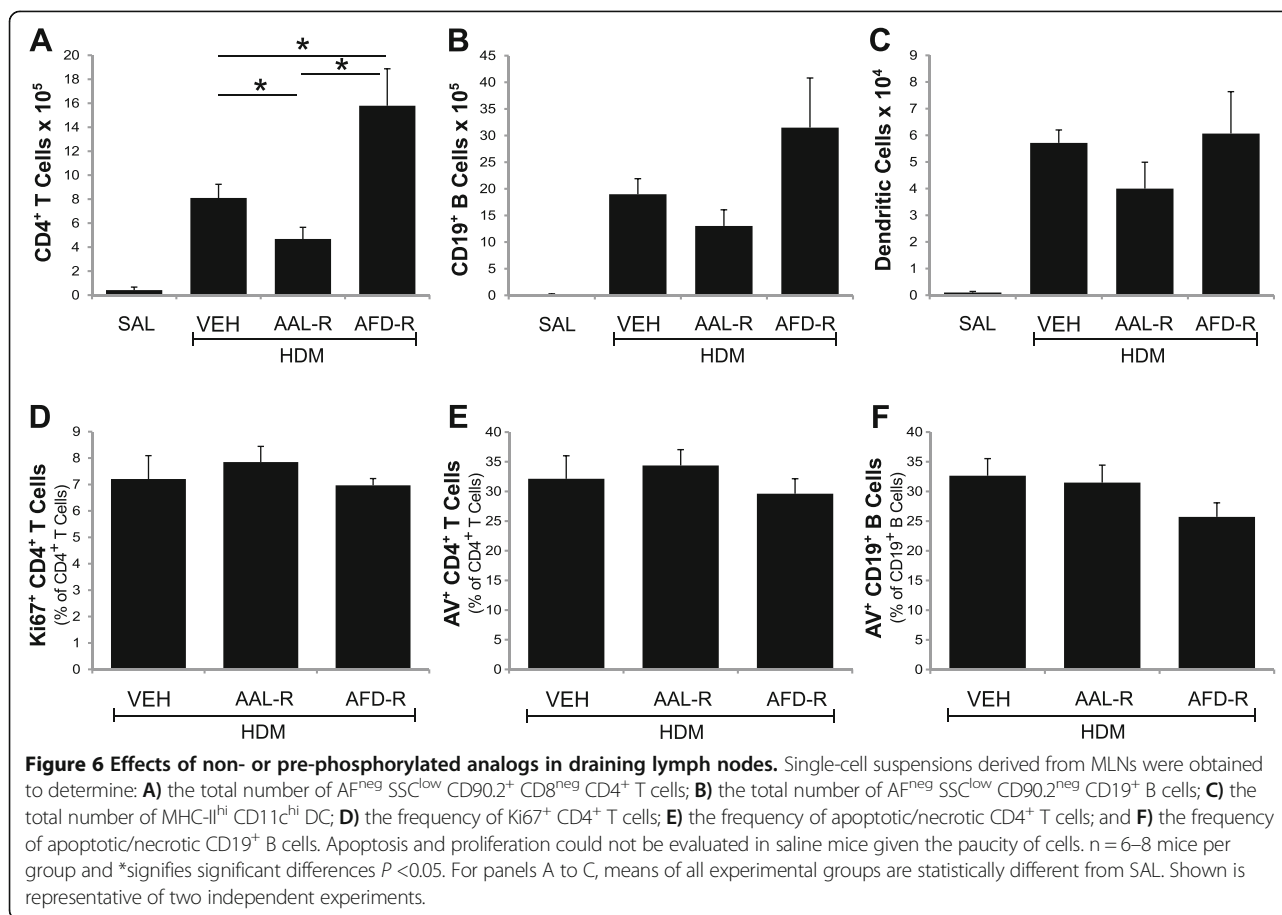 A
B
C
*
*
*
CD4⁺ T Cells x 10⁵
20
18
16
14
12
10
8
6
4
2
0
SAL
VEH
AAL-R
AFD-R
HDM
CD19⁺ B Cells x 10⁵
45
40
35
30
25
20
15
10
5
0
SAL
VEH
AAL-R
AFD-R
HDM
Dendritic Cells x 10⁴
9
8
7
6
5
4
3
2
1
0
SAL
VEH
AAL-R
AFD-R
HDM
D
E
F
Ki67⁺ CD4⁺ T Cells
(% of CD4⁺ T Cells)
9
8
7
6
5
4
3
2
1
0
VEH
AAL-R
AFD-R
HDM
AV⁺ CD4⁺ T Cells
(% of CD4⁺ T Cells)
40
35
30
25
20
15
10
5
0
VEH
AAL-R
AFD-R
HDM
AV⁺ CD19⁺ B Cells
(% of CD19⁺ B Cells)
40
35
30
25
20
15
10
5
0
VEH
AAL-R
AFD-R
HDM
Figure 6 Effects of non- or pre-phosphorylated analogs in draining lymph nodes. Single-cell suspensions derived from MLNs were obtained
to determine: A) the total number of AFⁿᵉᵍ SSCˡᵒʷ CD90.2⁺ CD8ⁿᵉᵍ CD4⁺ T cells; B) the total number of AFⁿᵉᵍ SSCˡᵒʷ CD90.2ⁿᵉᵍ CD19⁺ B cells; C) the
total number of MHC-IIʰⁱ CD11cʰⁱ DC; D) the frequency of Ki67⁺ CD4⁺ T cells; E) the frequency of apoptotic/necrotic CD4⁺ T cells; and F) the frequency
of apoptotic/necrotic CD19⁺ B cells. Apoptosis and proliferation could not be evaluated in saline mice given the paucity of cells. n = 6–8 mice per
group and *signifies significant differences P <0.05. For panels A to C, means of all experimental groups are statistically different from SAL. Shown is
representative of two independent experiments.